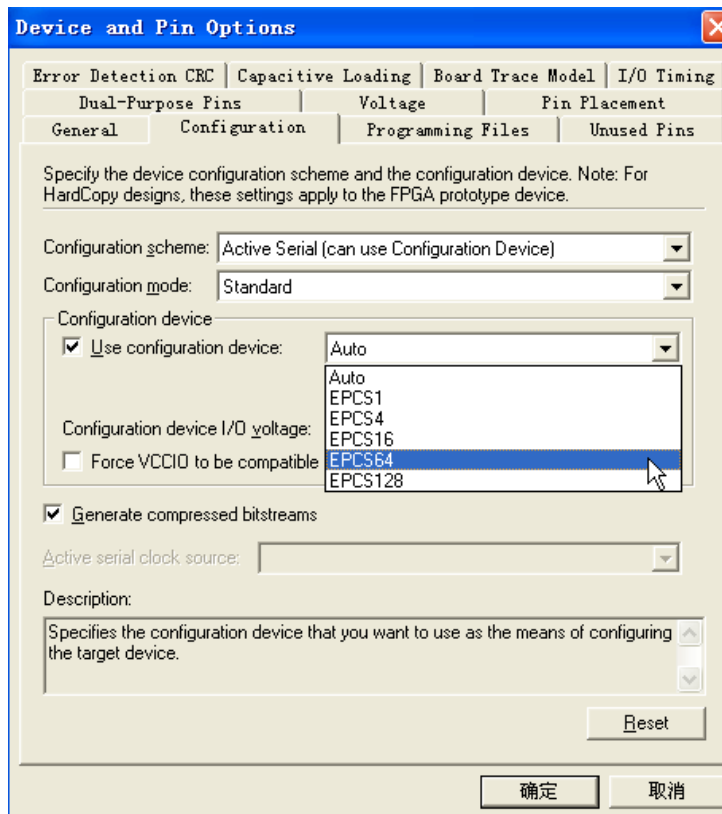 Device and Pin Options
Error Detection CRC Capacitive Loading Board Trace Model I/O Timing
Dual-Purpose Pins Voltage Pin Placement
General Configuration Programming Files Unused Pins
Specify the device configuration scheme and the configuration device. Note: For
HardCopy designs, these settings apply to the FPGA prototype device.
Configuration scheme: Active Serial (can use Configuration Device)
Configuration mode: Standard
Configuration device
Use configuration device: Auto
Auto
EPCS1
EPCS4
Configuration device I/O voltage:
EPCS16
Force VCCIO to be compatible EPCS64
EPCS128
Generate compressed bitstreams
Active serial clock source:
Description:
Specifies the configuration device that you want to use as the means of configuring
the target device.
Reset
确定 取消